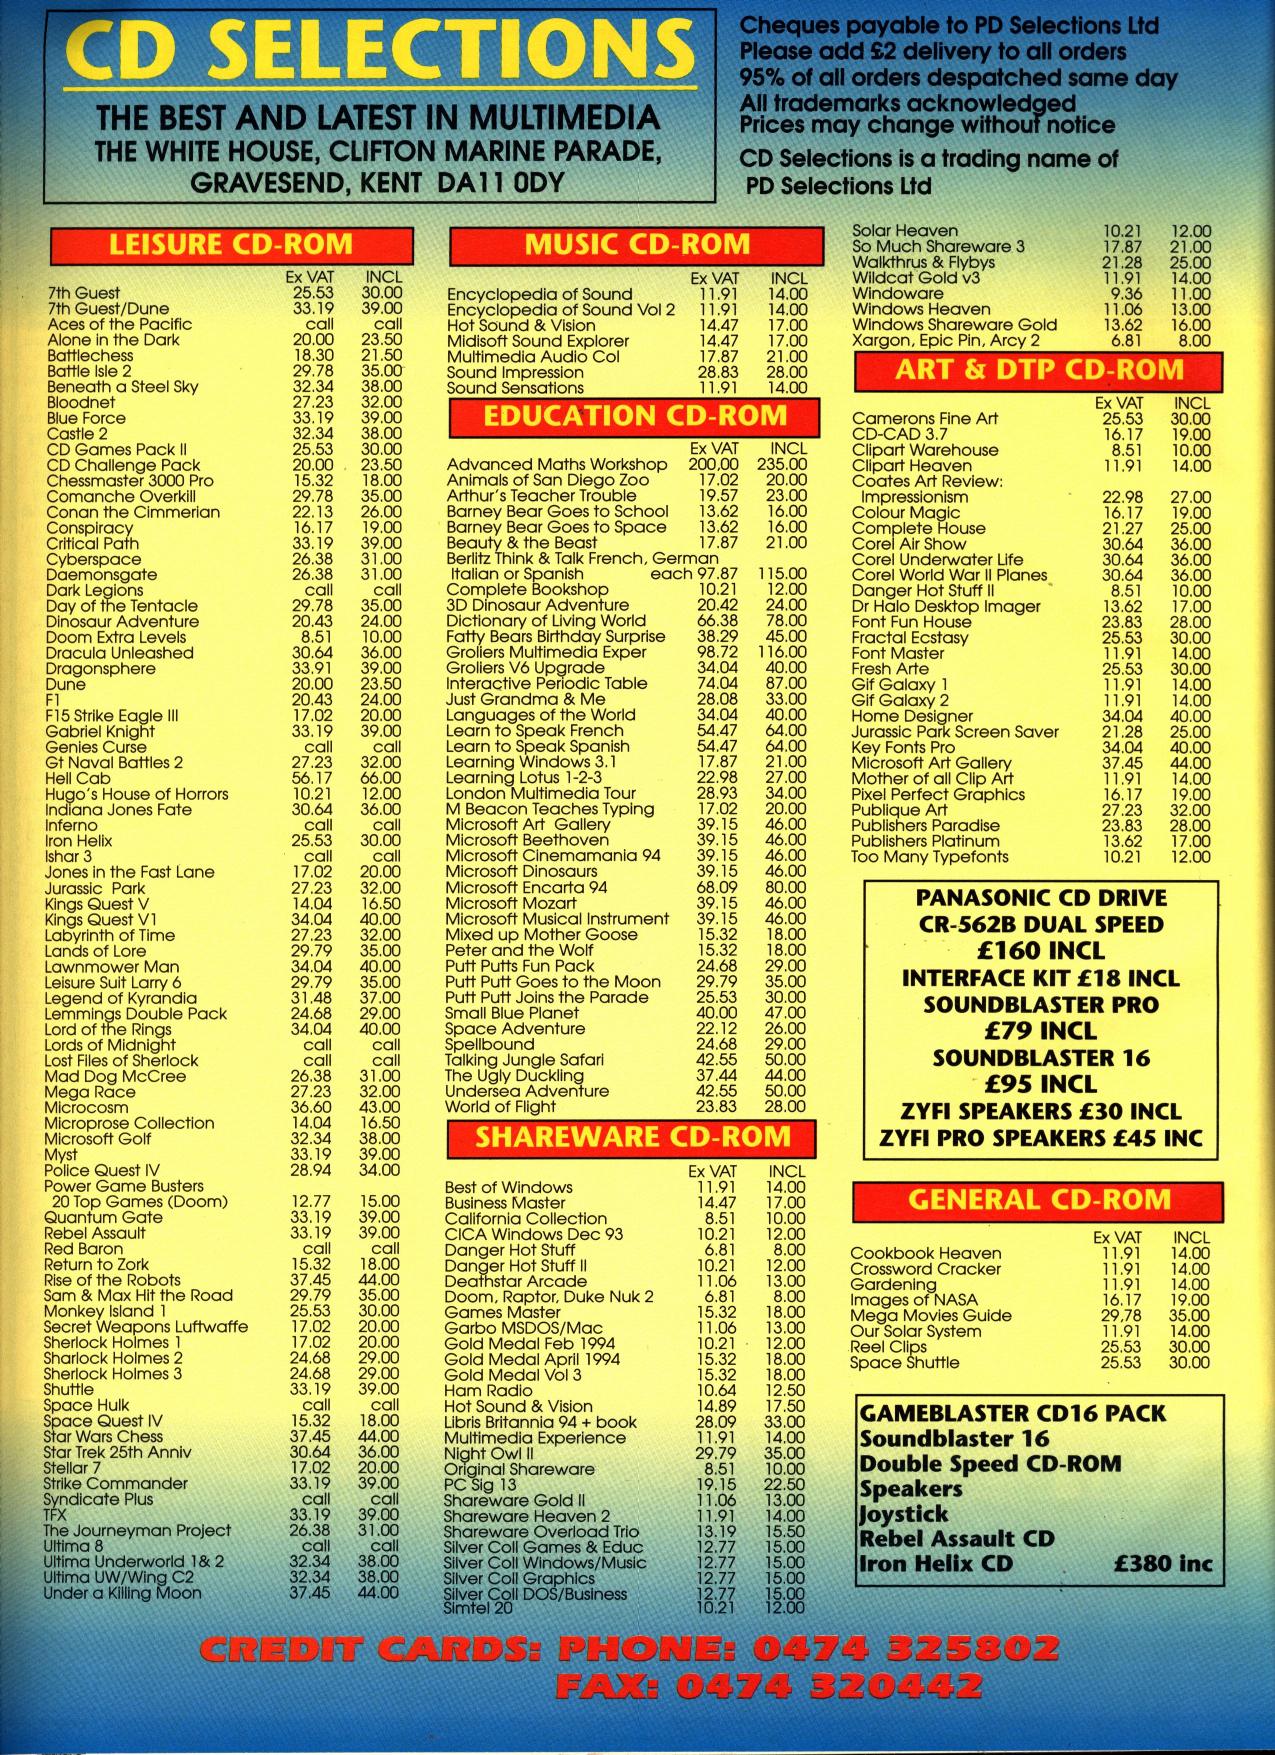 CD SELECTIONS
THE BEST AND LATEST IN MULTIMEDIA
THE WHITE HOUSE, CLIFTON MARINE PARADE,
GRAVESEND, KENT DA11 0DY
Cheques payable to PD Selections Ltd
Please add £2 delivery to all orders
95% of all orders despatched same day
All trademarks acknowledged
Prices may change without notice
CD Selections is a trading name of
PD Selections Ltd
LEISURE CD-ROM
Ex VAT INCL
7th Guest 25.53 30.00
7th Guest/Dune 33.19 39.00
Aces of the Pacific call call
Alone in the Dark 20.00 23.50
Battlechess 18.30 21.50
Battle Isle 2 29.78 35.00
Beneath a Steel Sky 32.34 38.00
Bloodnet 27.23 32.00
Blue Force 33.19 39.00
Castle 2 32.34 38.00
CD Games Pack II 25.53 30.00
CD Challenge Pack 20.00 23.50
Chessmaster 3000 Pro 15.32 18.00
Comanche Overkill 29.78 35.00
Conan the Cimmerian 22.13 26.00
Conspiracy 16.17 19.00
Critical Path 33.19 39.00
Cyberspace 26.38 31.00
Daemonsgate 26.38 31.00
Dark Legions call call
Day of the Tentacle 29.78 35.00
Dinosaur Adventure 20.43 24.00
Doom Extra Levels 8.51 10.00
Dracula Unleashed 30.64 36.00
Dragonsphere 33.91 39.00
Dune 20.00 23.50
F1 20.43 24.00
F15 Strike Eagle III 17.02 20.00
Gabriel Knight 33.19 39.00
Genies Curse call call
Gt Naval Battles 2 27.23 32.00
Hell Cab 56.17 66.00
Hugo's House of Horrors 10.21 12.00
Indiana Jones Fate 30.64 36.00
Inferno call call
Iron Helix 25.53 30.00
Ishar 3 call call
Jones in the Fast Lane 17.02 20.00
Jurassic Park 27.23 32.00
Kings Quest V 14.04 16.50
Kings Quest V1 34.04 40.00
Labyrinth of Time 27.23 32.00
Lands of Lore 29.79 35.00
Lawnmower Man 34.04 40.00
Leisure Suit Larry 6 29.79 35.00
Legend of Kyrandia 31.48 37.00
Lemmings Double Pack 24.68 29.00
Lord of the Rings 34.04 40.00
Lords of Midnight call call
Lost Files of Sherlock call call
Mad Dog McCree 26.38 31.00
Mega Race 27.23 32.00
Microcosm 36.60 43.00
Microprose Collection 14.04 16.50
Microsoft Golf 32.34 38.00
Myst 33.19 39.00
Police Quest IV 28.94 34.00
Power Game Busters
20 Top Games (Doom) 12.77 15.00
Quantum Gate 33.19 39.00
Rebel Assault 33.19 39.00
Red Baron call call
Return to Zork 15.32 18.00
Rise of the Robots 37.45 44.00
Sam & Max Hit the Road 29.79 35.00
Monkey Island 1 25.53 30.00
Secret Weapons Luftwaffe 17.02 20.00
Sherlock Holmes 1 17.02 20.00
Sharlock Holmes 2 24.68 29.00
Sherlock Holmes 3 24.68 29.00
Shuttle 33.19 39.00
Space Hulk call call
Space Quest IV 15.32 18.00
Star Wars Chess 37.45 44.00
Star Trek 25th Anniv 30.64 36.00
Stellar 7 17.02 20.00
Strike Commander 33.19 39.00
Syndicate Plus call call
TFX 33.19 39.00
The Journeyman Project 26.38 31.00
Ultima 8 call call
Ultima Underworld 1& 2 32.34 38.00
Ultima UW/Wing C2 32.34 38.00
Under a Killing Moon 37.45 44.00
MUSIC CD-ROM
Ex VAT INCL
Encyclopedia of Sound 11.91 14.00
Encyclopedia of Sound Vol 2 11.91 14.00
Hot Sound & Vision 14.47 17.00
Midisoft Sound Explorer 14.47 17.00
Multimedia Audio Col 17.87 21.00
Sound Impression 28.83 28.00
Sound Sensations 11.91 14.00
EDUCATION CD-ROM
Ex VAT INCL
Advanced Maths Workshop 200,00 235.00
Animals of San Diego Zoo 17.02 20.00
Arthur's Teacher Trouble 19.57 23.00
Barney Bear Goes to School 13.62 16.00
Barney Bear Goes to Space 13.62 16.00
Beauty & the Beast 17.87 21.00
Berlitz Think & Talk French, German
Italian or Spanish each 97.87 115.00
Complete Bookshop 10.21 12.00
3D Dinosaur Adventure 20.42 24.00
Dictionary of Living World 66.38 78.00
Fatty Bears Birthday Surprise 38.29 45.00
Groliers Multimedia Exper 98.72 116.00
Groliers V6 Upgrade 34.04 40.00
Interactive Periodic Table 74.04 87.00
Just Grandma & Me 28.08 33.00
Languages of the World 34.04 40.00
Learn to Speak French 54.47 64.00
Learn to Speak Spanish 54.47 64.00
Learning Windows 3.1 17.87 21.00
Learning Lotus 1-2-3 22.98 27.00
London Multimedia Tour 28.93 34.00
M Beacon Teaches Typing 17.02 20.00
Microsoft Art Gallery 39.15 46.00
Microsoft Beethoven 39.15 46.00
Microsoft Cinemamania 94 39.15 46.00
Microsoft Dinosaurs 39.15 46.00
Microsoft Encarta 94 68.09 80.00
Microsoft Mozart 39.15 46.00
Microsoft Musical Instrument 39.15 46.00
Mixed up Mother Goose 15.32 18.00
Peter and the Wolf 15.32 18.00
Putt Putts Fun Pack 24.68 29.00
Putt Putt Goes to the Moon 29.79 35.00
Putt Putt Joins the Parade 25.53 30.00
Small Blue Planet 40.00 47.00
Space Adventure 22.12 26.00
Spellbound 24.68 29.00
Talking Jungle Safari 42.55 50.00
The Ugly Duckling 37.44 44.00
Undersea Adventure 42.55 50.00
World of Flight 23.83 28.00
SHAREWARE CD-ROM
Ex VAT INCL
Best of Windows 11.91 14.00
Business Master 14.47 17.00
California Collection 8.51 10.00
CICA Windows Dec 93 10.21 12.00
Danger Hot Stuff 6.81 8.00
Danger Hot Stuff II 10.21 12.00
Deathstar Arcade 11.06 13.00
Doom, Raptor, Duke Nuk 2 6.81 8.00
Games Master 15.32 18.00
Garbo MSDOS/Mac 11.06 13.00
Gold Medal Feb 1994 10.21 12.00
Gold Medal April 1994 15.32 18.00
Gold Medal Vol 3 15.32 18.00
Ham Radio 10.64 12.50
Hot Sound & Vision 14.89 17.50
Libris Britannia 94 + book 28.09 33.00
Multimedia Experience 11.91 14.00
Night Owl II 29.79 35.00
Original Shareware 8.51 10.00
PC Sig 13 19.15 22.50
Shareware Gold II 11.06 13.00
Shareware Heaven 2 11.91 14.00
Shareware Overload Trio 13.19 15.50
Silver Coll Games & Educ 12.77 15.00
Silver Coll Windows/Music 12.77 15.00
Silver Coll Graphics 12.77 15.00
Silver Coll DOS/Business 12.77 15.00
Simtel 20 10.21 12.00
Solar Heaven 10.21 12.00
So Much Shareware 3 17.87 21.00
Walkthrus & Flybys 21.28 25.00
Wildcat Gold v3 11.91 14.00
Windoware 9.36 11.00
Windows Heaven 11.06 13.00
Windows Shareware Gold 13.62 16.00
Xargon, Epic Pin, Arcy 2 6.81 8.00
ART & DTP CD-ROM
Ex VAT INCL
Camerons Fine Art 25.53 30.00
CD-CAD 3.7 16.17 19.00
Clipart Warehouse 8.51 10.00
Clipart Heaven 11.91 14.00
Coates Art Review:
Impressionism 22.98 27.00
Colour Magic 16.17 19.00
Complete House 21.27 25.00
Corel Air Show 30.64 36.00
Corel Underwater Life 30.64 36.00
Corel World War II Planes 30.64 36.00
Danger Hot Stuff II 8.51 10.00
Dr Halo Desktop Imager 13.62 17.00
Font Fun House 23.83 28.00
Fractal Ecstasy 25.53 30.00
Font Master 11.91 14.00
Fresh Arte 25.53 30.00
Gif Galaxy 1 11.91 14.00
Gif Galaxy 2 11.91 14.00
Home Designer 34.04 40.00
Jurassic Park Screen Saver 21.28 25.00
Key Fonts Pro 34.04 40.00
Microsoft Art Gallery 37.45 44.00
Mother of all Clip Art 11.91 14.00
Pixel Perfect Graphics 16.17 19.00
Publique Art 27.23 32.00
Publishers Paradise 23.83 28.00
Publishers Platinum 13.62 17.00
Too Many Typefonts 10.21 12.00
PANASONIC CD DRIVE
CR-562B DUAL SPEED
£160 INCL
INTERFACE KIT £18 INCL
SOUNDBLASTER PRO
£79 INCL
SOUNDBLASTER 16
£95 INCL
ZYFI SPEAKERS £30 INCL
ZYFI PRO SPEAKERS £45 INC
GENERAL CD-ROM
Ex VAT INCL
Cookbook Heaven 11.91 14.00
Crossword Cracker 11.91 14.00
Gardening 11.91 14.00
Images of NASA 16.17 19.00
Mega Movies Guide 29,78 35.00
Our Solar System 11.91 14.00
Reel Clips 25.53 30.00
Space Shuttle 25.53 30.00
GAMEBLASTER CD16 PACK
Soundblaster 16
Double Speed CD-ROM
Speakers
Joystick
Rebel Assault CD
Iron Helix CD £380 inc
CREDIT CARDS: PHONE: 0474 325802
FAX: 0474 320442